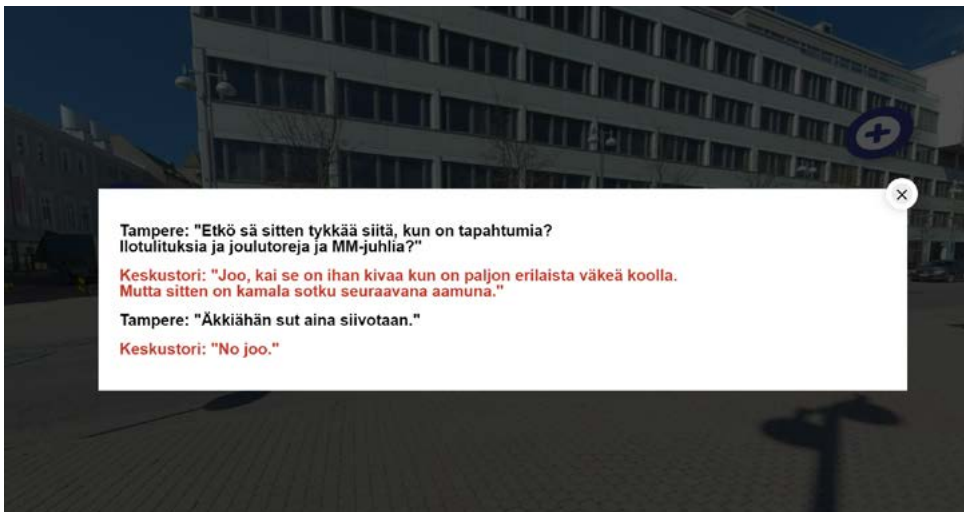 Tampere: "Etkö sä sitten tykkää siitä, kun on tapahtumia?
Ilotulituksia ja joulutoreja ja MM-juhlia?"
Keskustori: "Joo, kai se on ihan kivaa kun on paljon erilaista väkeä koolla.
Mutta sitten on kamala sotku seuraavana aamuna."
Tampere: "Äkkiähän sut aina siivotaan."
Keskustori: "No joo."